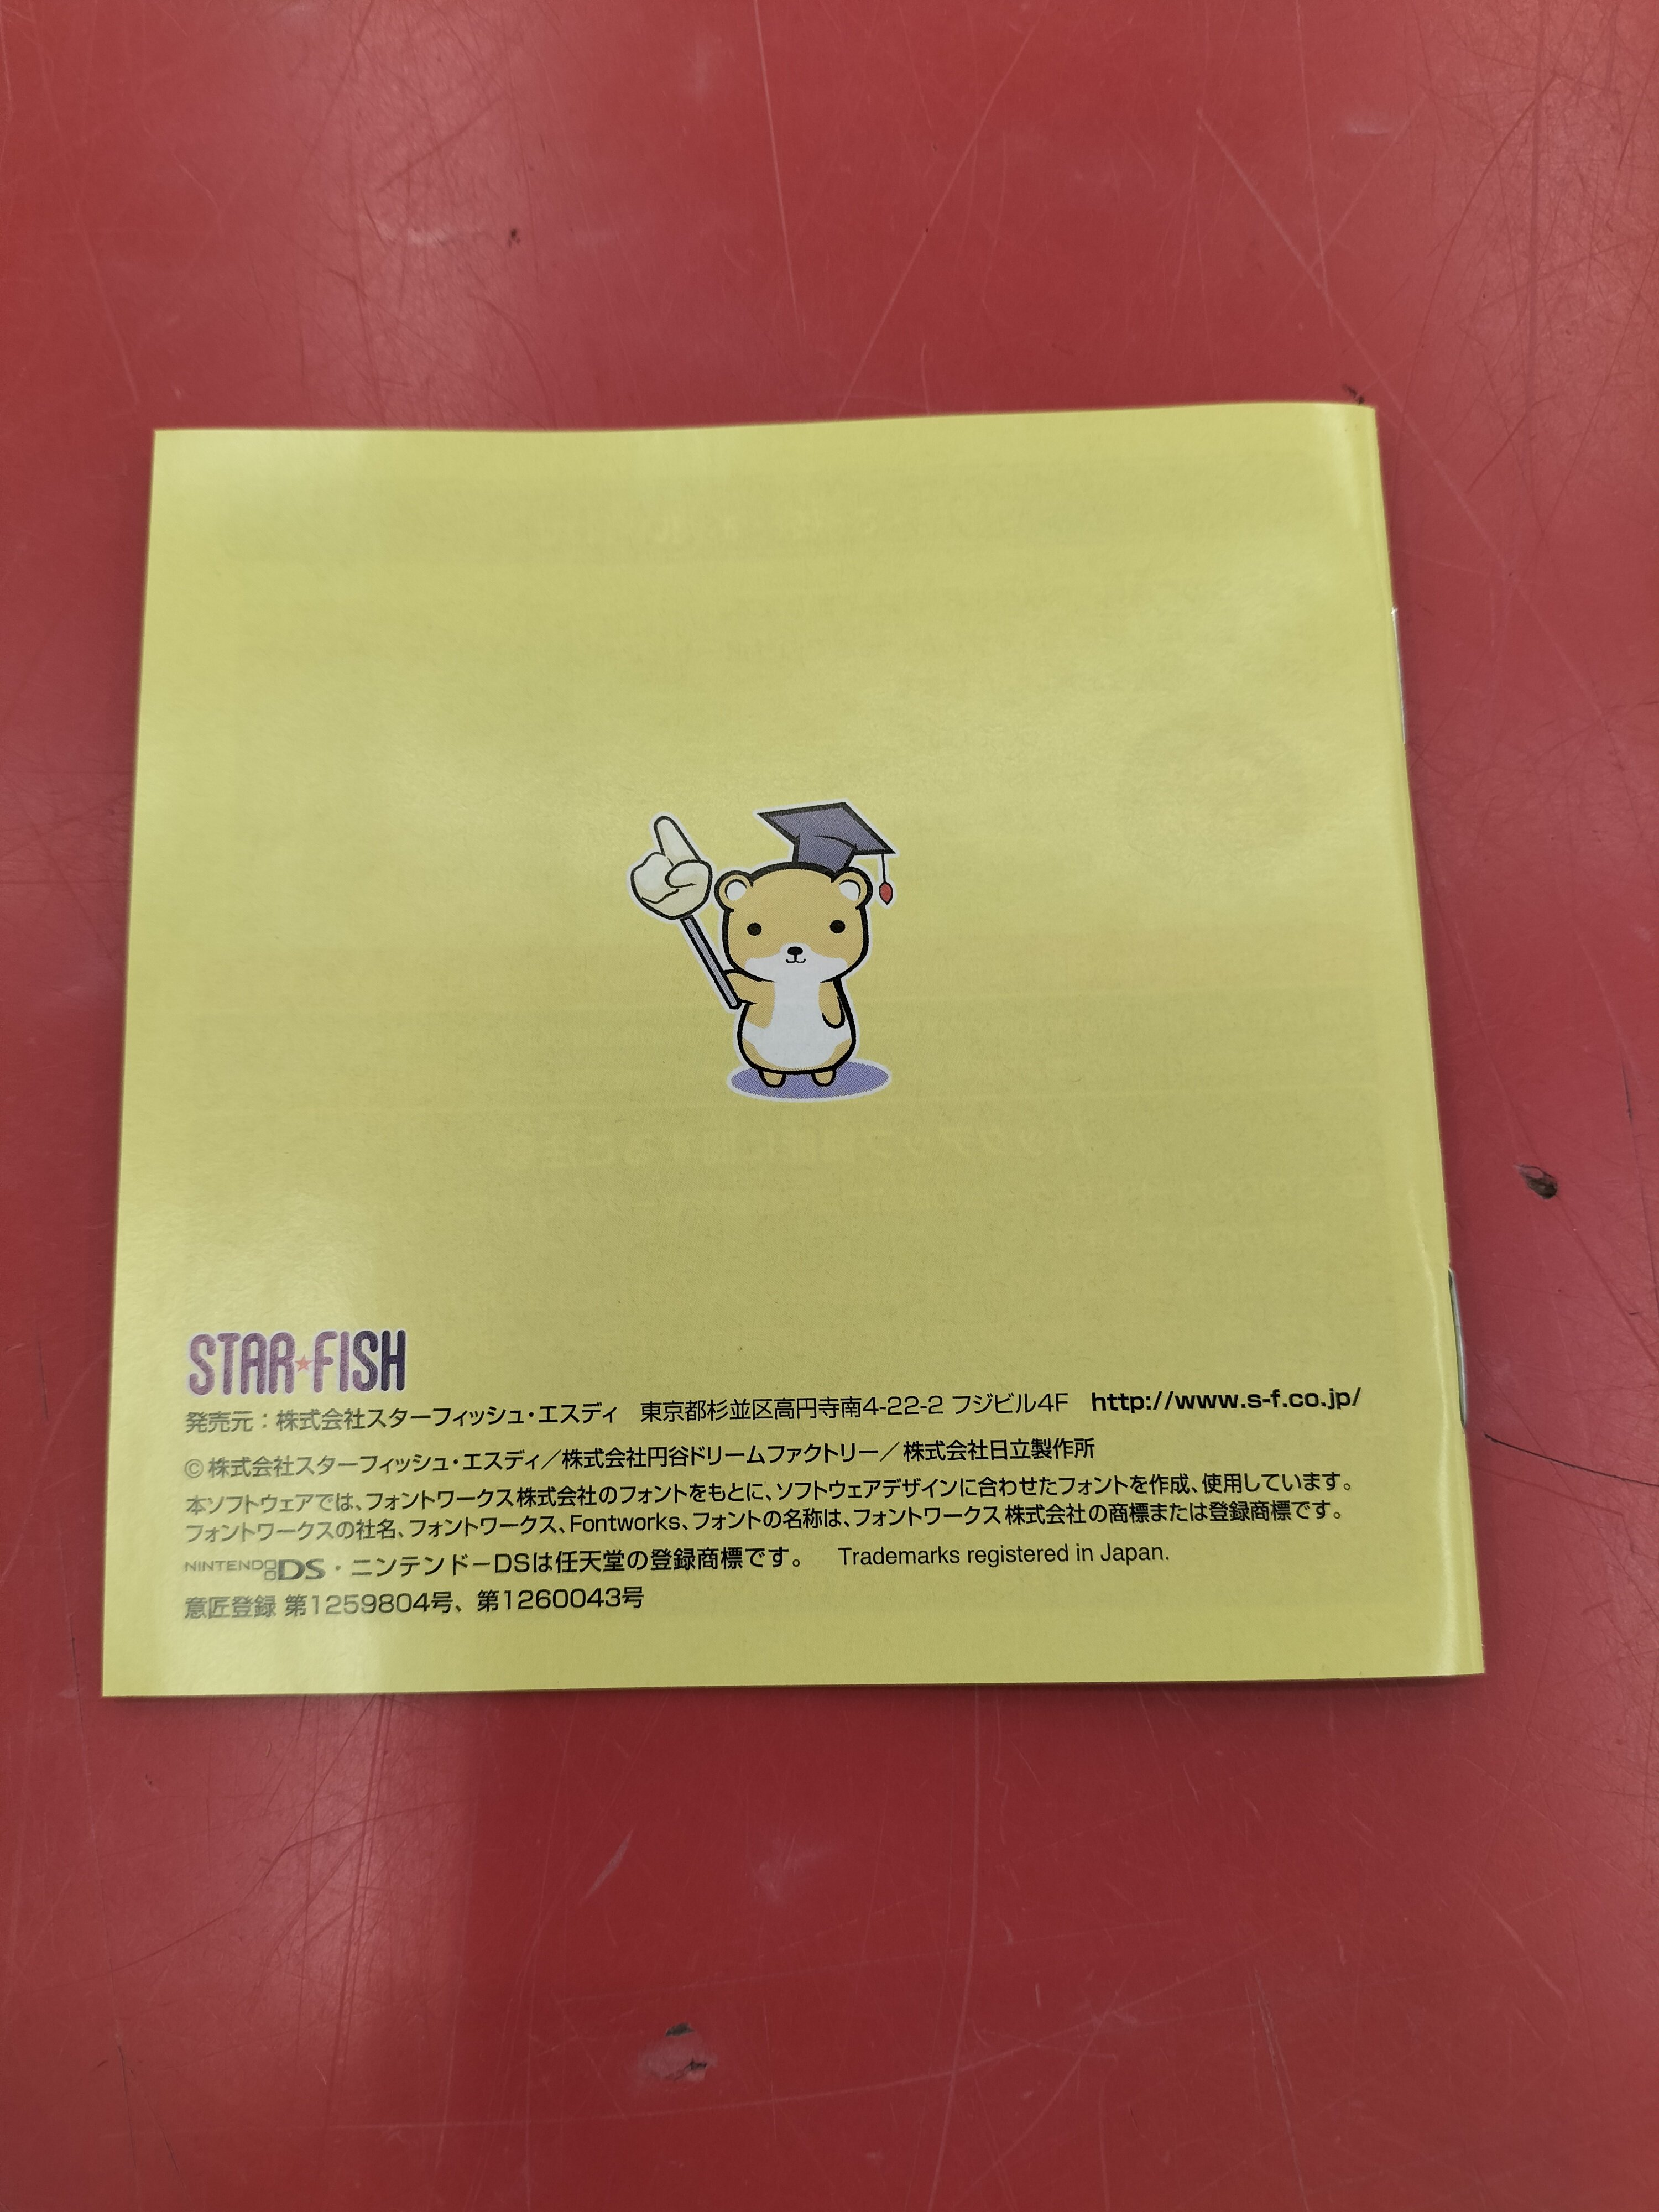 STAR★FISH
発売元：株式会社スターフィッシュ・エスディ　東京都杉並区高円寺南4-22-2 フジビル4F　http://www.s-f.co.jp/
©株式会社スターフィッシュ・エスディ／株式会社円谷ドリームファクトリー／株式会社日立製作所
本ソフトウェアでは、フォントワークス株式会社のフォントをもとに、ソフトウェアデザインに合わせたフォントを作成、使用しています。
フォントワークスの社名、フォントワークス、Fontworks、フォントの名称は、フォントワークス株式会社の商標または登録商標です。
NINTENDO DS・ニンテンドーDSは任天堂の登録商標です。　Trademarks registered in Japan.
意匠登録 第1259804号、第1260043号